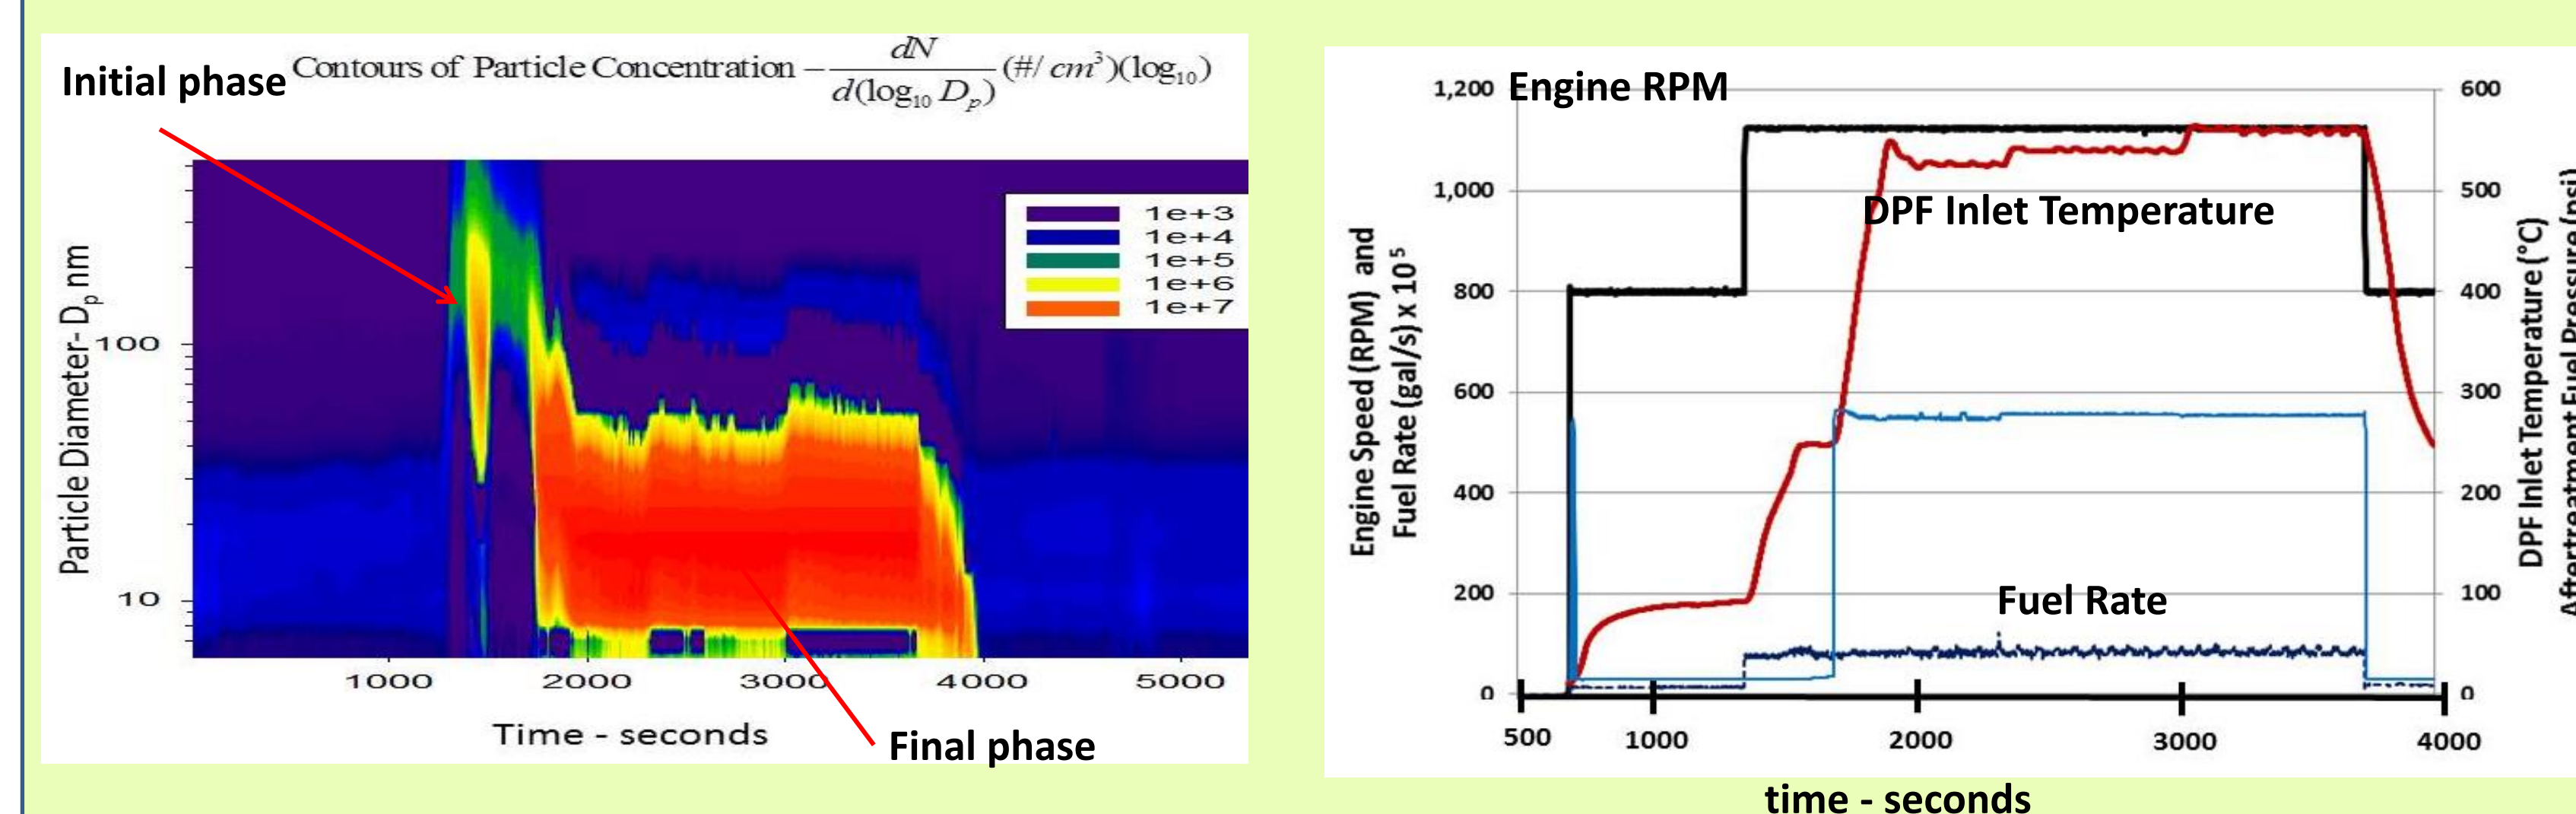 Initial phase
Contours of Particle Concentration – dN / d(log₁₀ Dₚ) (#/ cm³)(log₁₀)
1e+3
1e+4
1e+5
1e+6
1e+7
Particle Diameter- Dₚ nm
100
10
1000 2000 3000 4000 5000
Time - seconds
Final phase
Engine RPM
DPF Inlet Temperature
Fuel Rate
Engine Speed (RPM) and
Fuel Rate (gal/s) x 10⁵
1,200
1,000
800
600
400
200
0
600
500
400
300
200
100
0
DPF Inlet Temperature (°C)
Aftertreatment Fuel Pressure (psi)
500 1000 2000 3000 4000
time - seconds